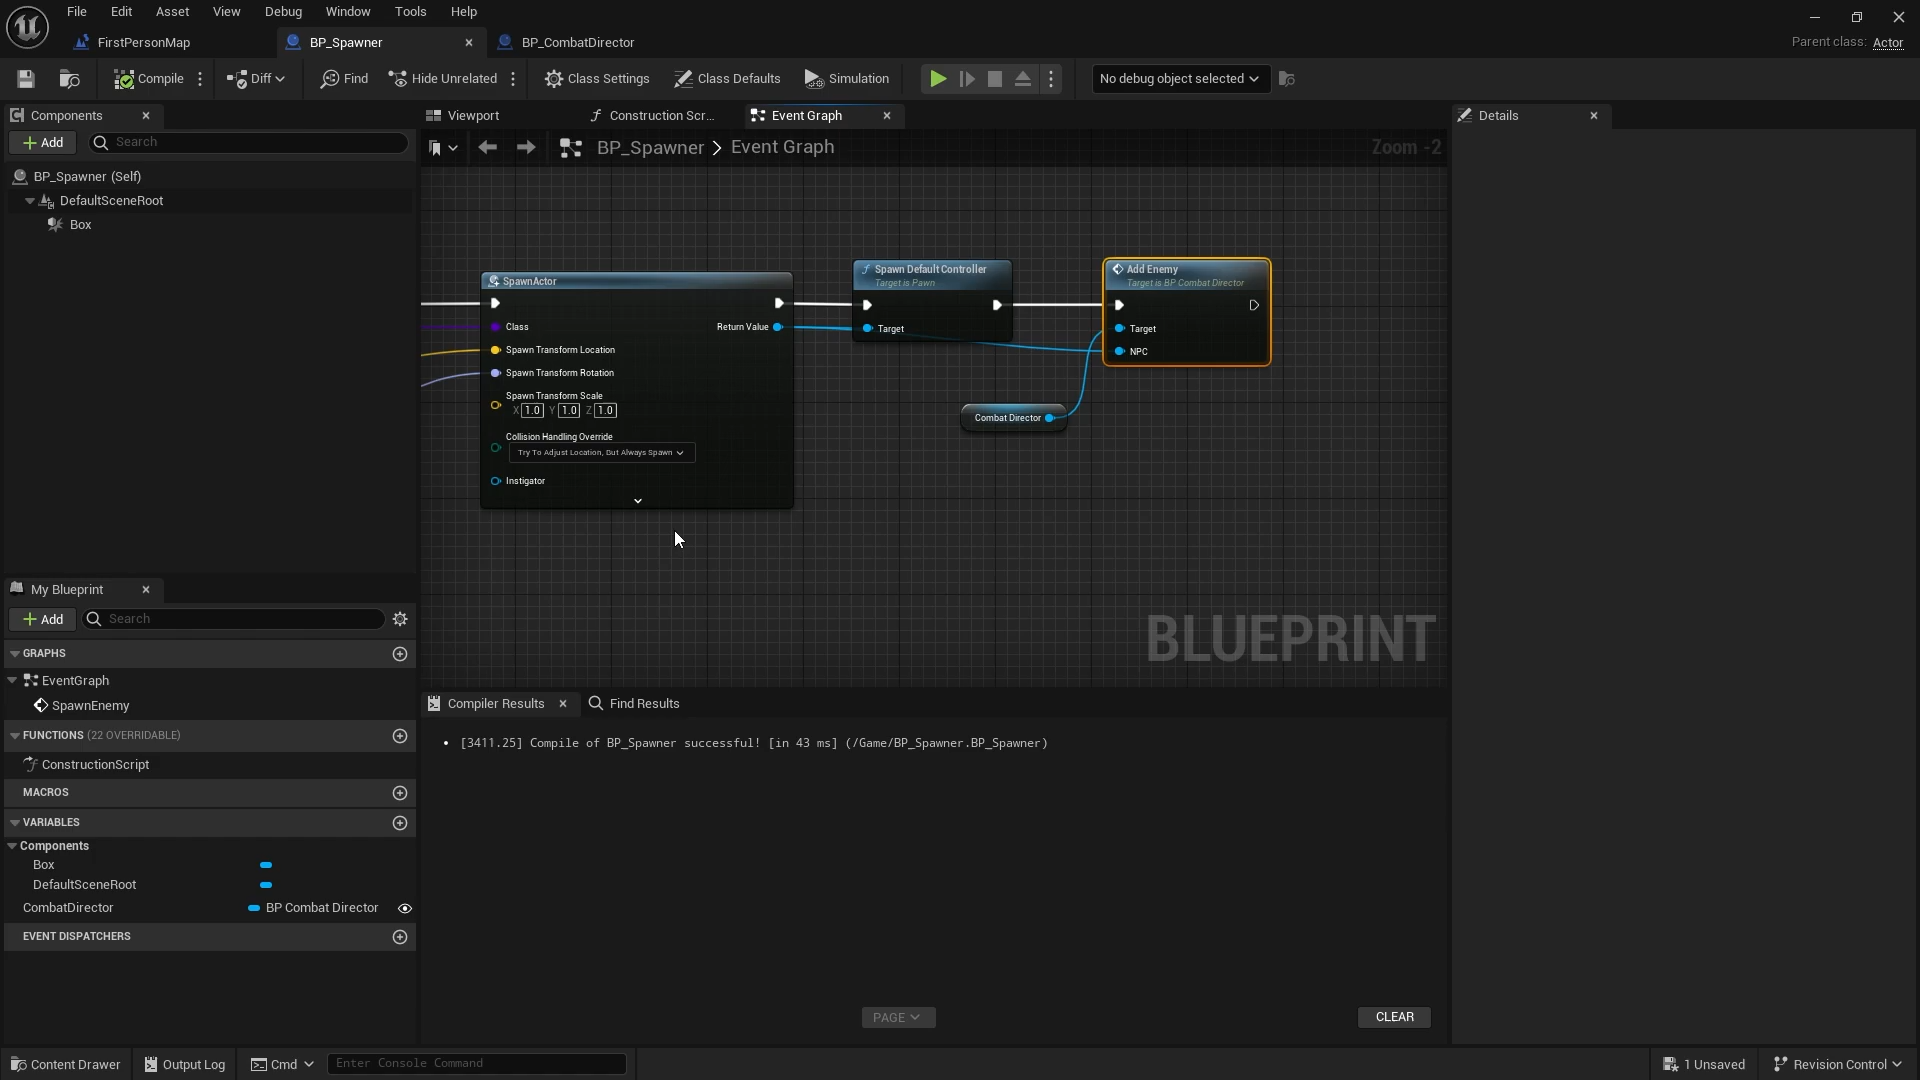 File Edit Asset View Debug Window Tools Help
FirstPersonMap BP_Spawner BP_CombatDirector
Parent class: Actor
Compile Diff Find Hide Unrelated Class Settings Class Defaults Simulation No debug object selected
Components
Add Search
BP_Spawner (Self)
DefaultSceneRoot
Box
Viewport Construction Scr... Event Graph
BP_Spawner > Event Graph
Zoom -2
SpawnActor
Class Return Value
Spawn Transform Location
Spawn Transform Rotation
Spawn Transform Scale
X 1.0 Y 1.0 Z 1.0
Collision Handling Override
Try To Adjust Location, But Always Spawn
Instigator
Spawn Default Controller
Target is Pawn
Target
Add Enemy
Target is BP Combat Director
Target
NPC
Combat Director
BLUEPRINT
Details
My Blueprint
Add Search
GRAPHS
EventGraph
SpawnEnemy
FUNCTIONS (22 OVERRIDABLE)
ConstructionScript
MACROS
VARIABLES
Components
Box
DefaultSceneRoot
CombatDirector BP Combat Director
EVENT DISPATCHERS
Compiler Results Find Results
• [3411.25] Compile of BP_Spawner successful! [in 43 ms] (/Game/BP_Spawner.BP_Spawner)
PAGE CLEAR
Content Drawer Output Log Cmd Enter Console Command 1 Unsaved Revision Control